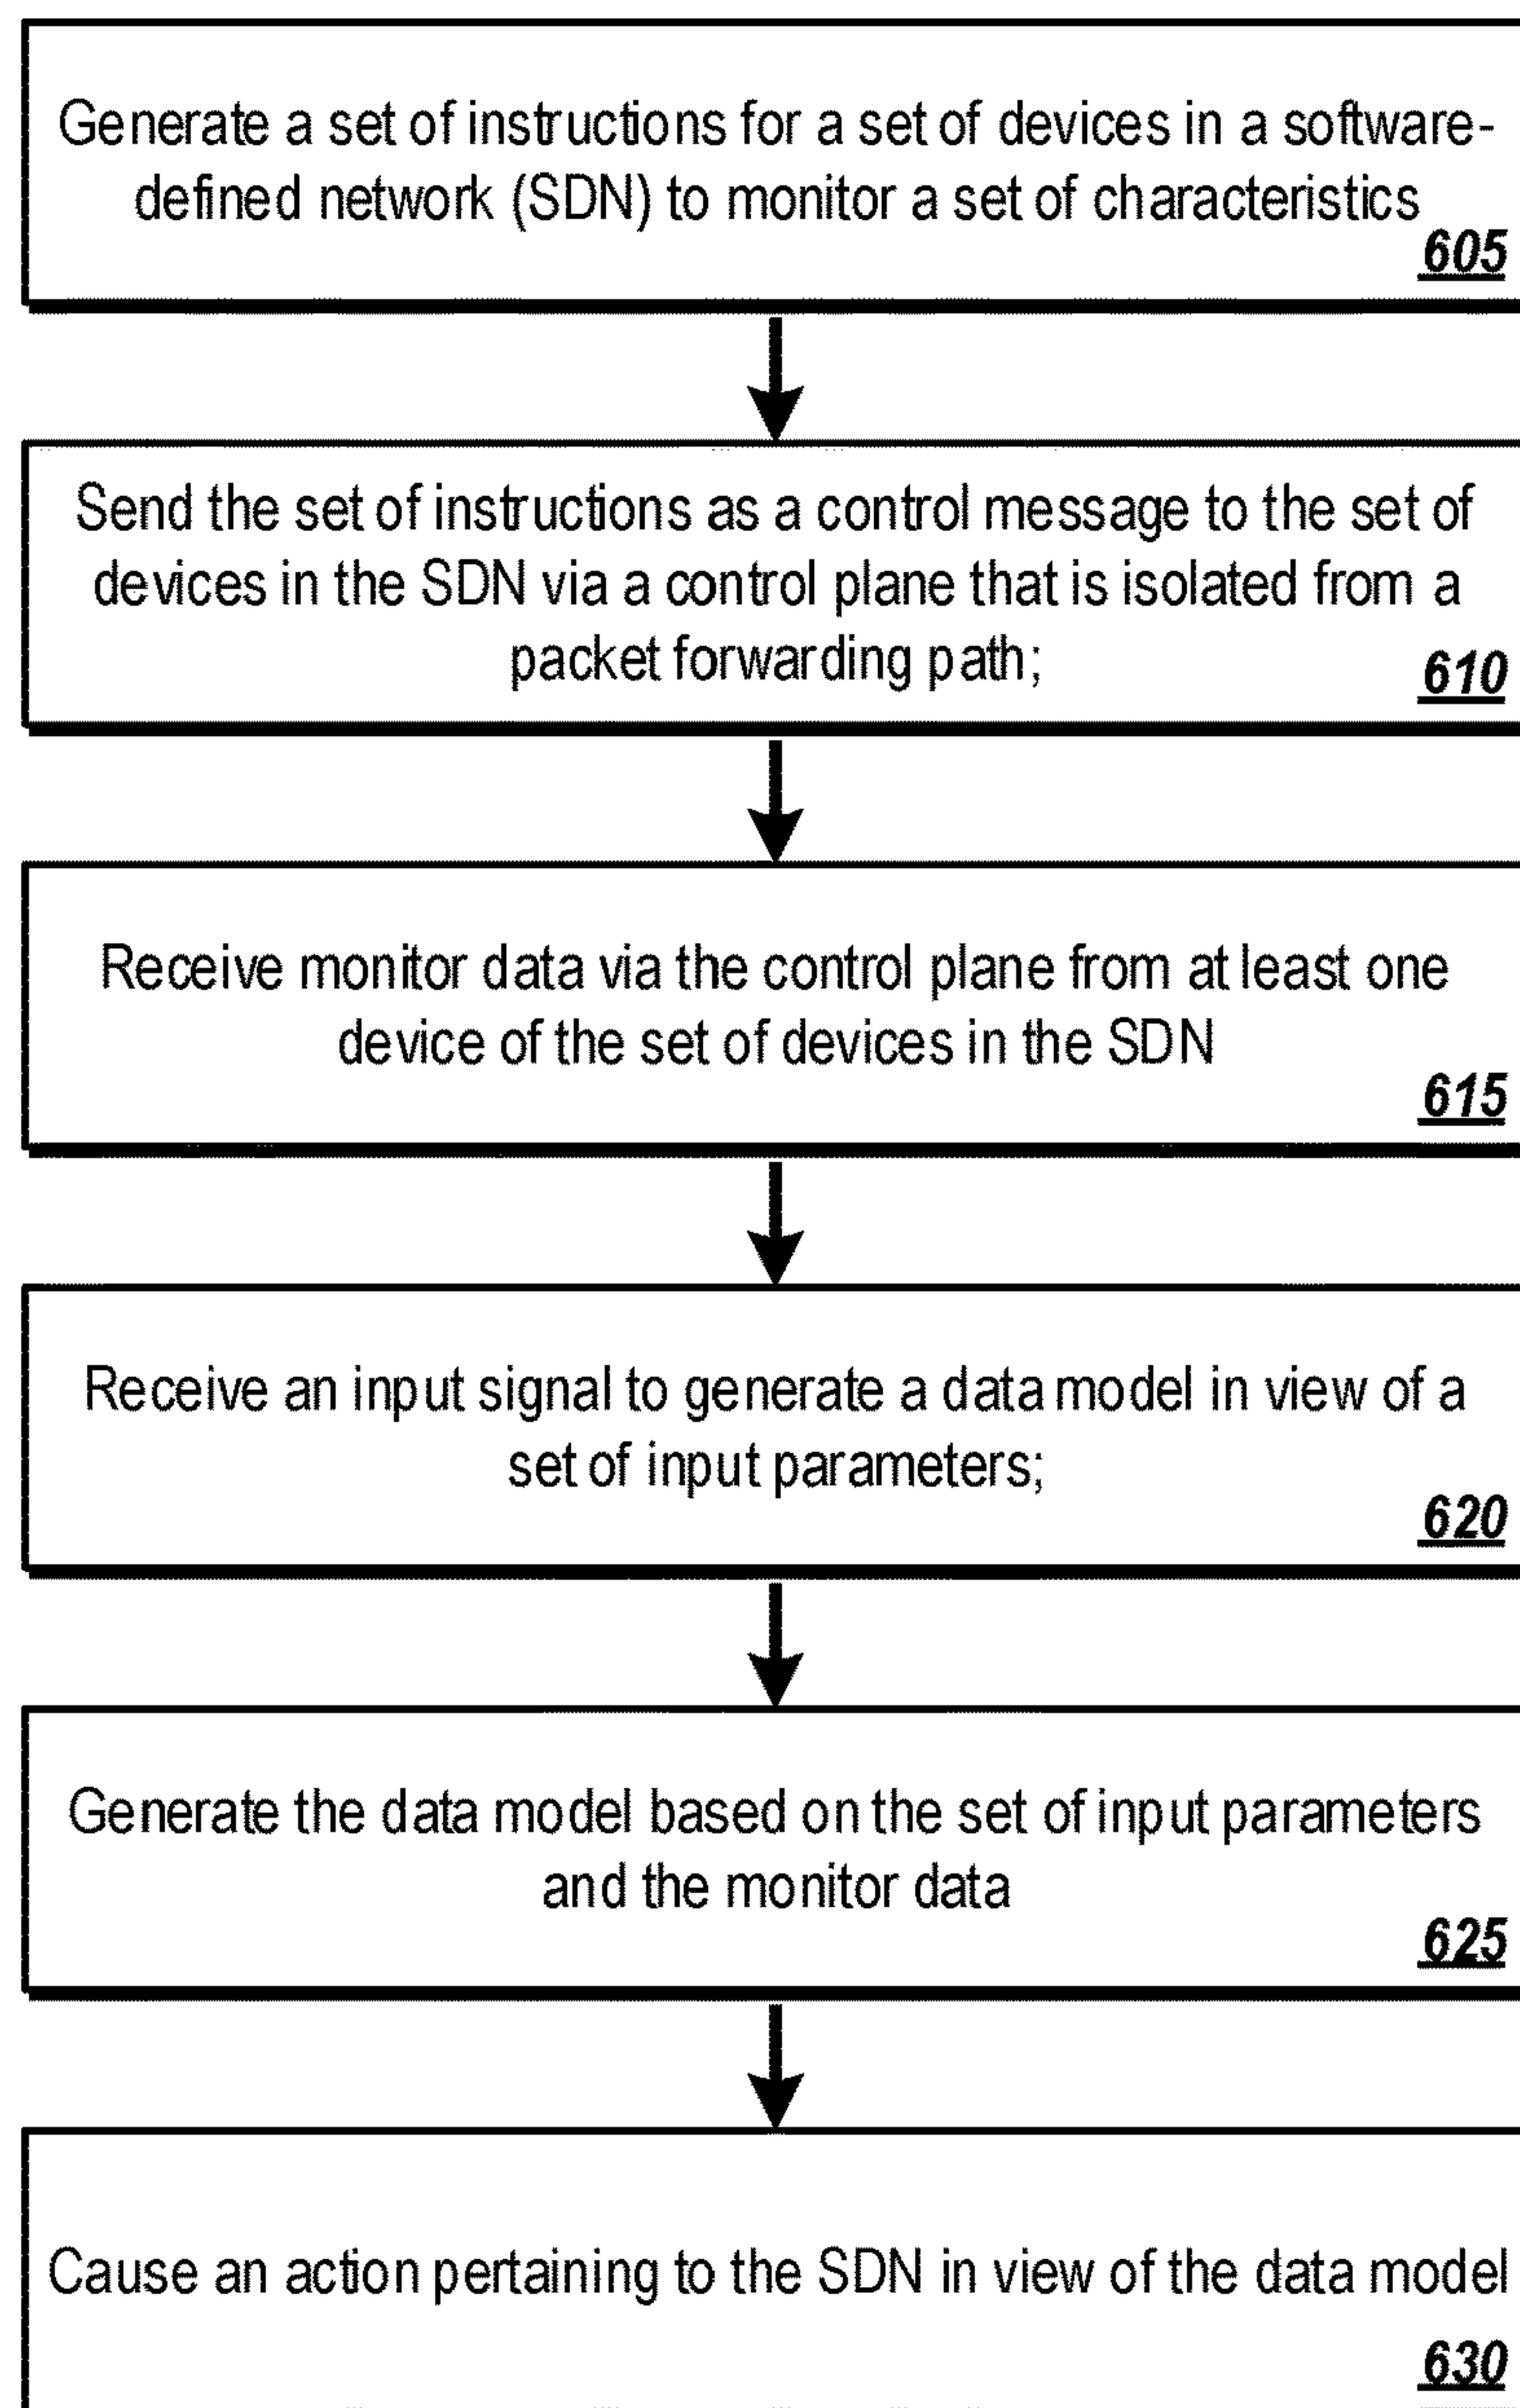 Generate a set of instructions for a set of devices in a software-
defined network (SDN) to monitor a set of characteristics
605
Send the set of instructions as a control message to the set of
devices in the SDN via a control plane that is isolated from a
packet forwarding path;
610
Receive monitor data via the control plane from at least one
device of the set of devices in the SDN
615
Receive an input signal to generate a data model in view of a
set of input parameters;
620
Generate the data model based on the set of input parameters
and the monitor data
625
Cause an action pertaining to the SDN in view of the data model
630